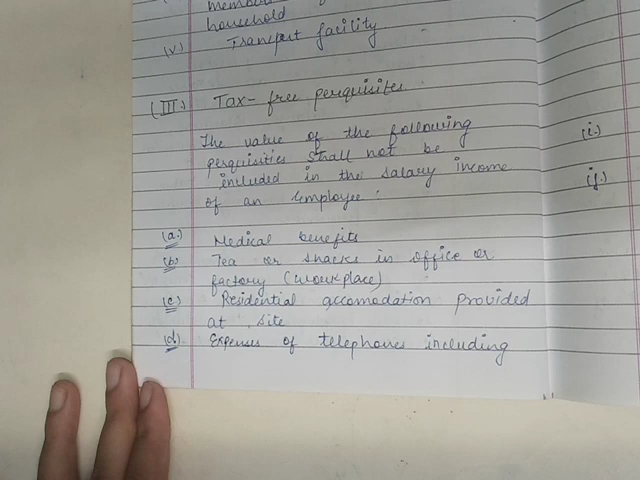 household
(V) Transport facility
(III.) Tax-free perquisites.
The value of the following
perquisities shall not be
included in the salary income
of an employee :
(a.) Medical benefits
(b.) Tea or snacks in office or
factory (workplace)
(c) Residential accomodation provided
at site
(d.) Expenses of telephones including
(i.)
(j.)